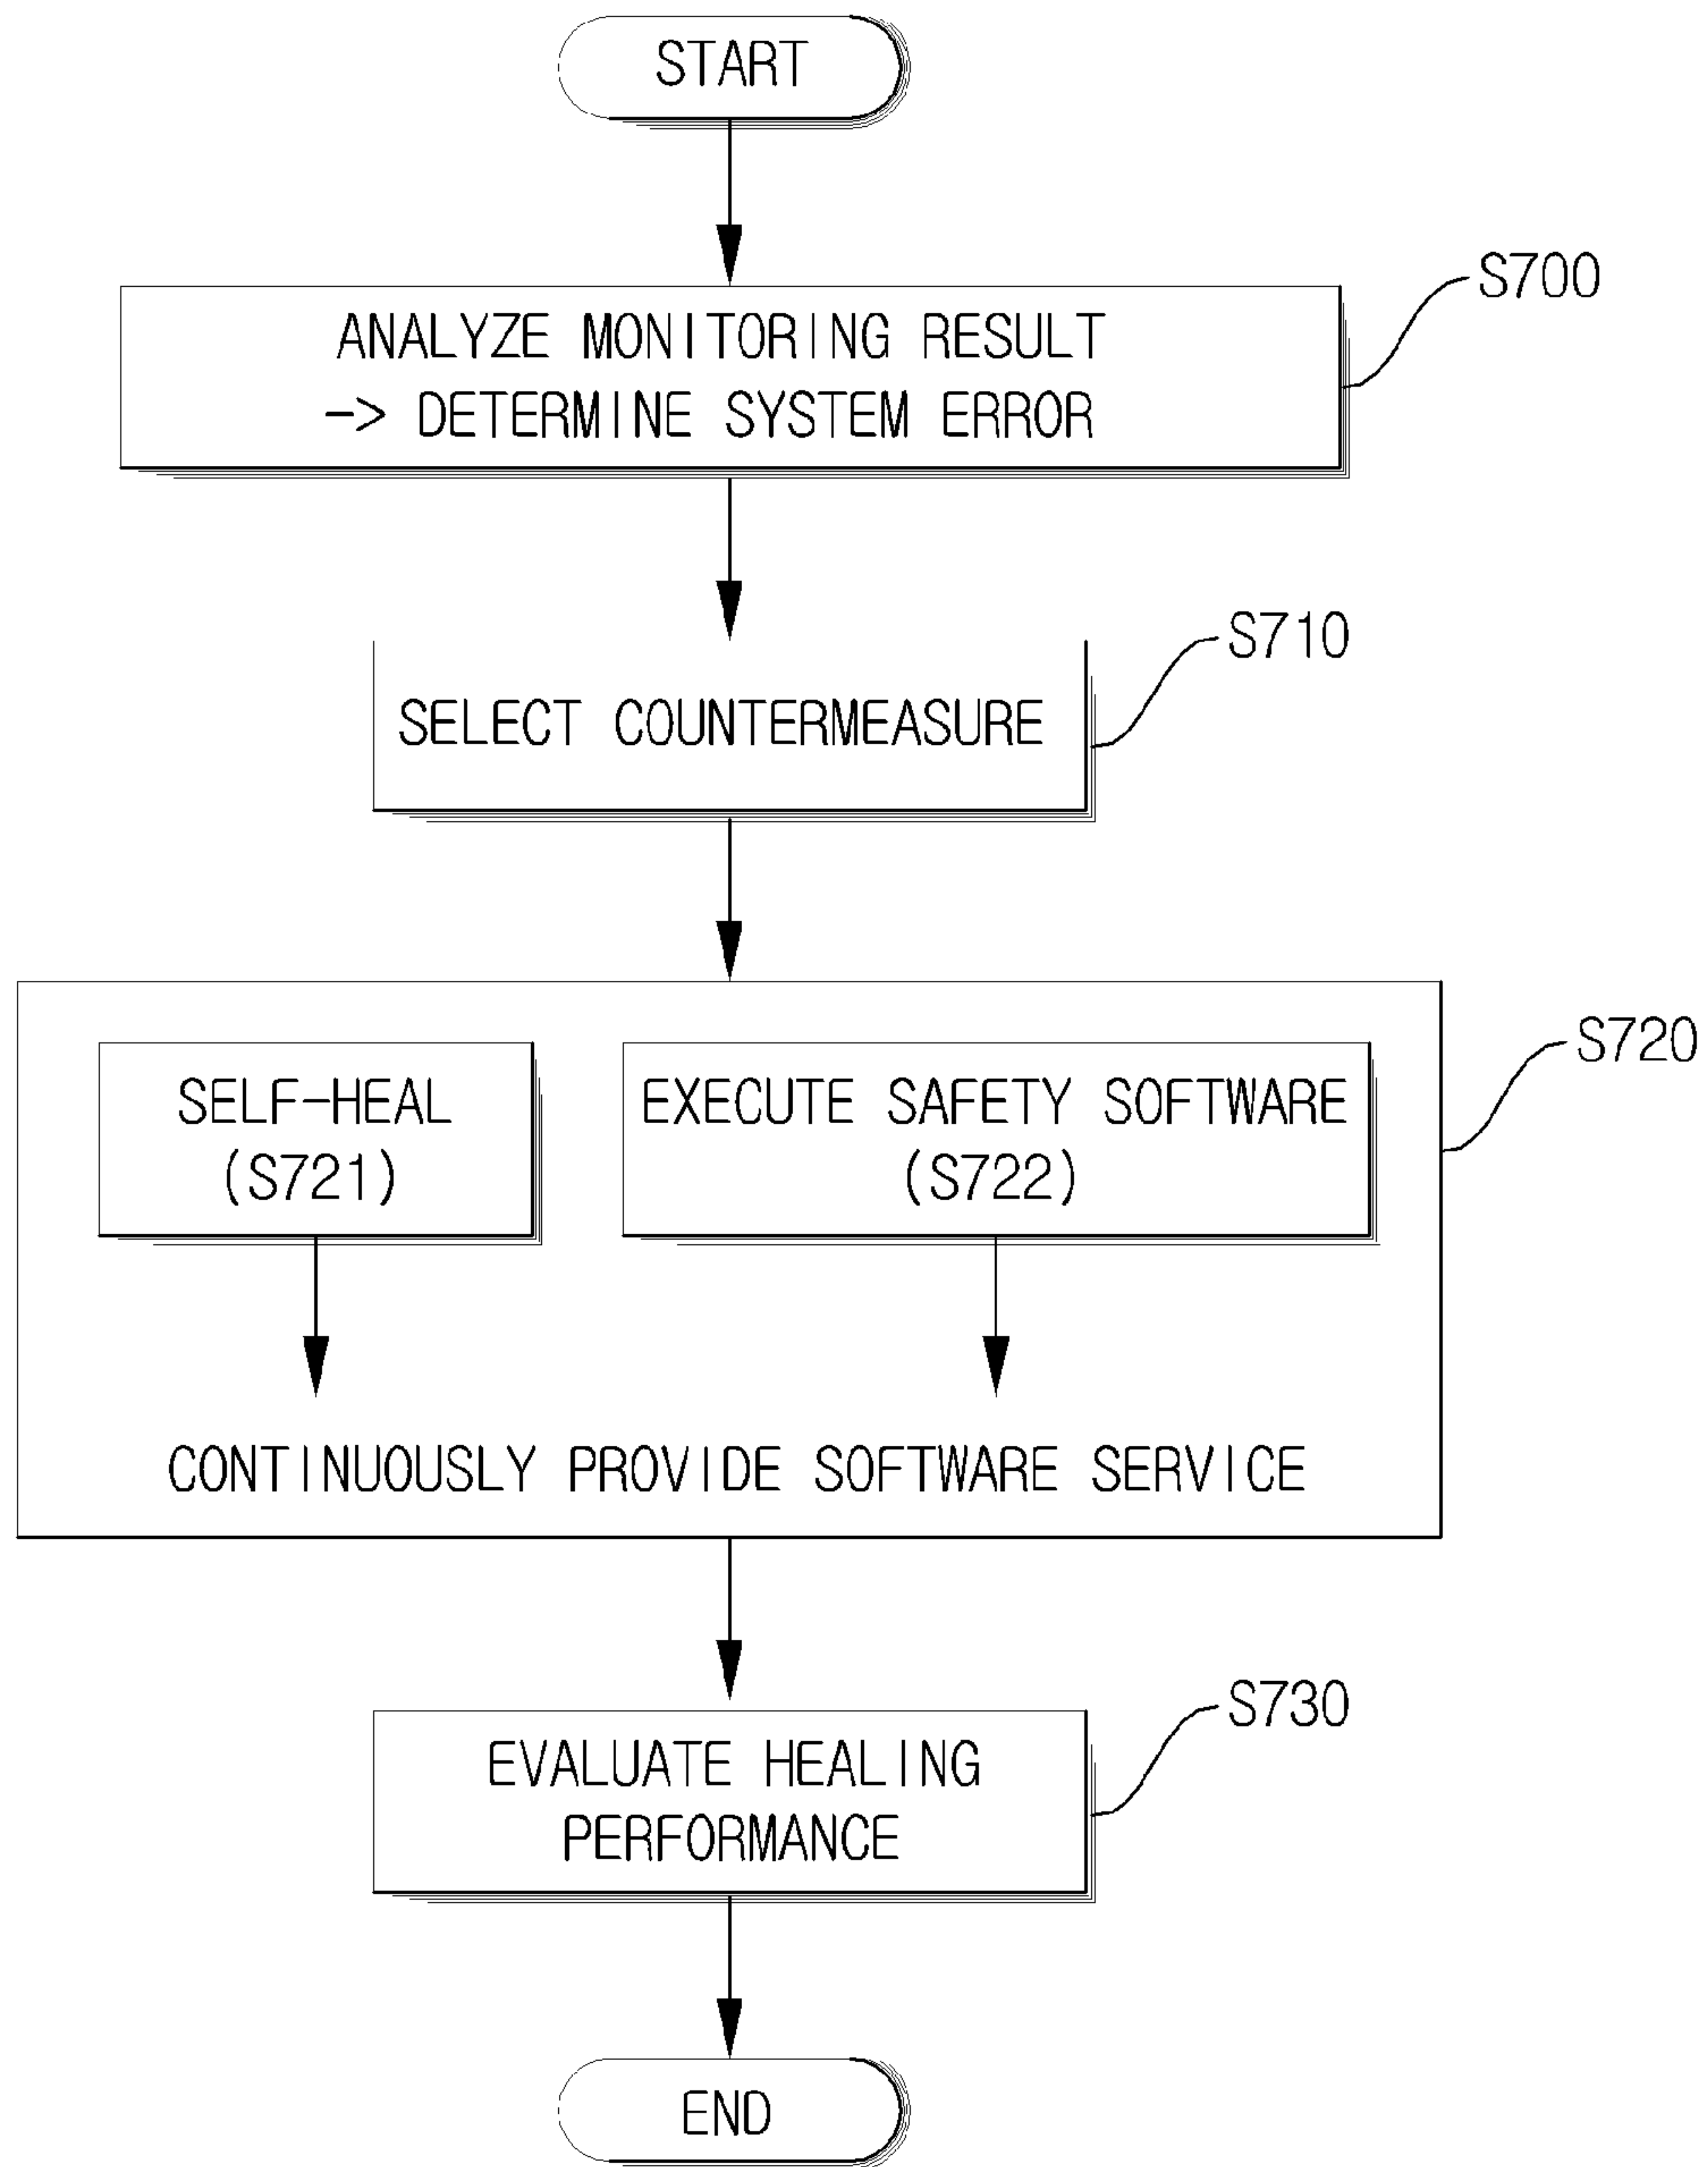 START
S700
ANALYZE MONITORING RESULT
-> DETERMINE SYSTEM ERROR
S710
SELECT COUNTERMEASURE
S720
SELF-HEAL
(S721)
EXECUTE SAFETY SOFTWARE
(S722)
CONTINUOUSLY PROVIDE SOFTWARE SERVICE
S730
EVALUATE HEALING
PERFORMANCE
END